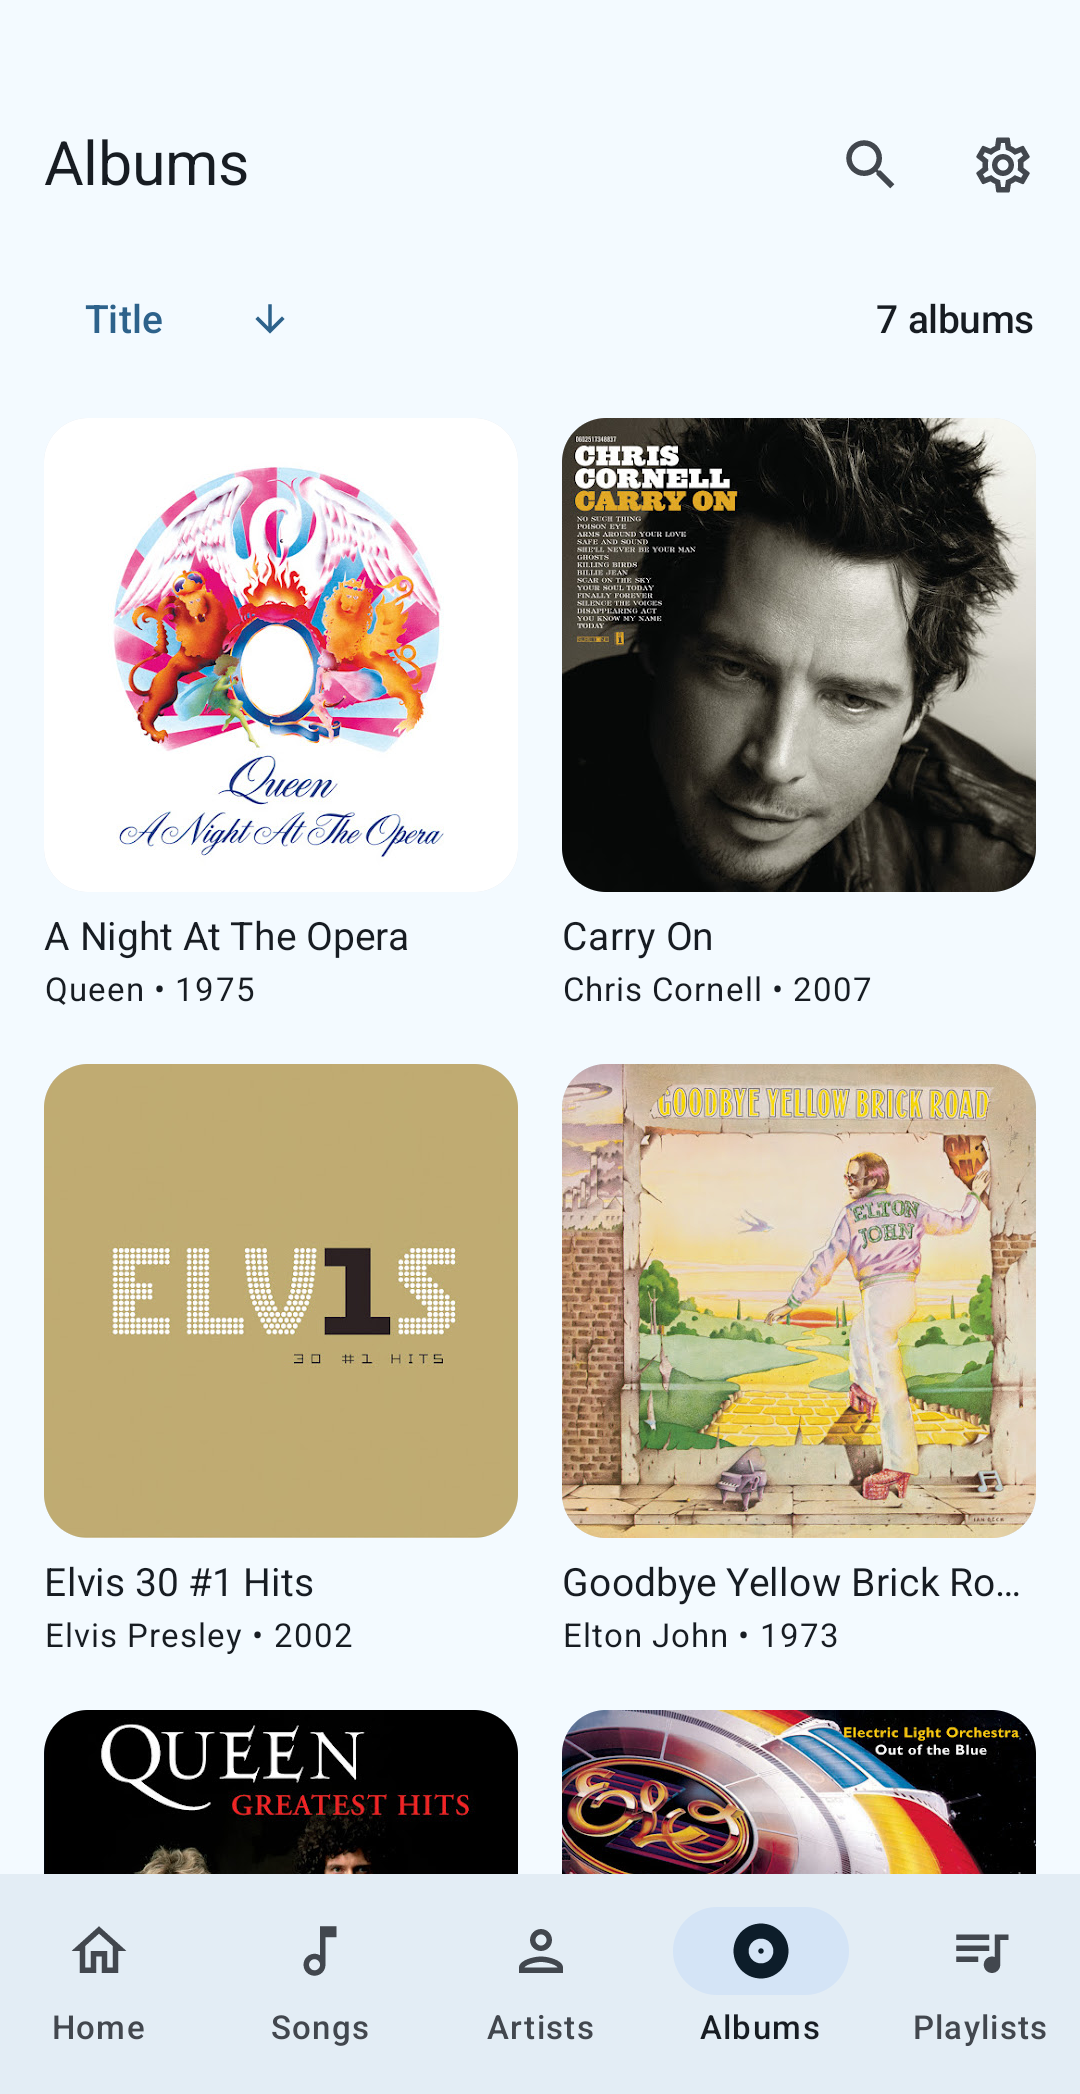 Albums
Title
7 albums
0602517348837
CHRIS
CORNELL
CARRY ON
NO SUCH THING
POISON EYE
ARMS AROUND YOUR LOVE
SAFE AND SOUND
SHE'LL NEVER BE YOUR MAN
GHOSTS
KILLING BIRDS
BILLIE JEAN
SCAR ON THE SKY
YOUR SOUL TODAY
FINALLY FOREVER
SILENCE THE VOICES
DISAPPEARING ACT
YOU KNOW MY NAME
TODAY
Queen
A Night At The Opera
A Night At The Opera
Queen • 1975
Carry On
Chris Cornell • 2007
ELV1S
30 #1 HITS
GOODBYE YELLOW BRICK ROAD
ELTON
JOHN
IAN BECK
Elvis 30 #1 Hits
Elvis Presley • 2002
Goodbye Yellow Brick Ro...
Elton John • 1973
QUEEN
GREATEST HITS
Electric Light Orchestra
Out of the Blue
ELO
Home
Songs
Artists
Albums
Playlists